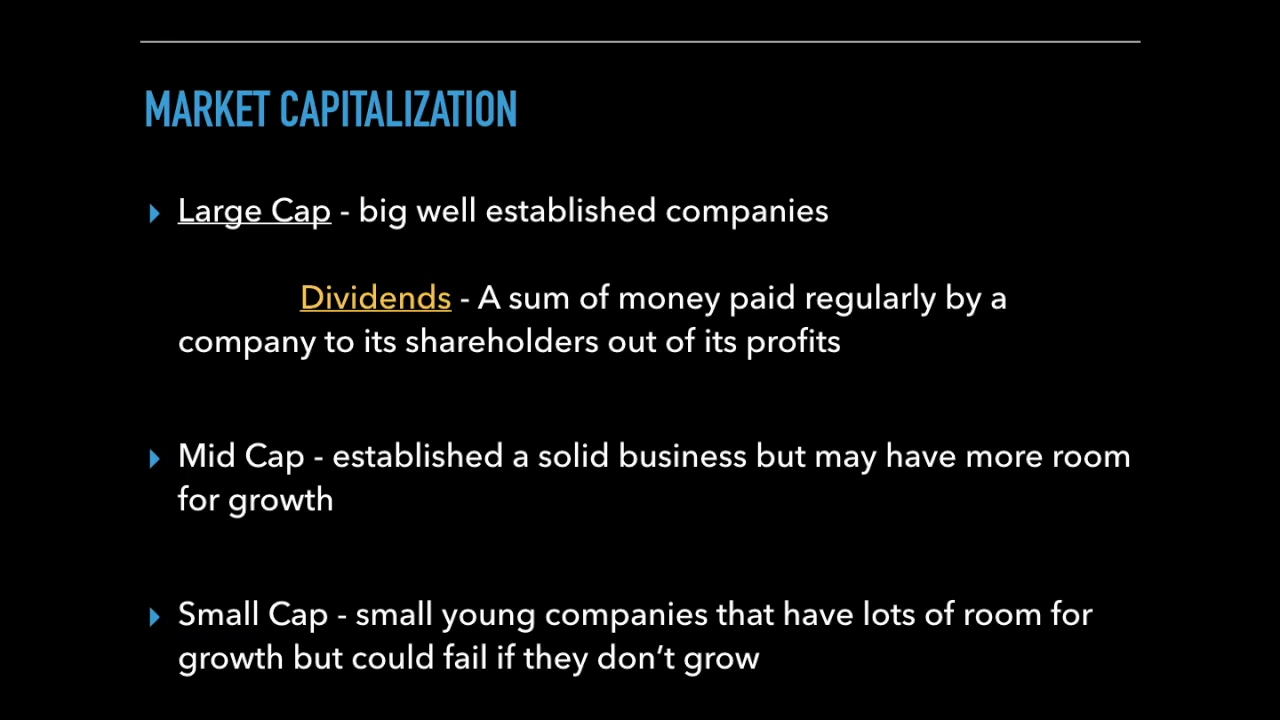 MARKET CAPITALIZATION
Large Cap - big well established companies
Dividends - A sum of money paid regularly by a
company to its shareholders out of its profits
Mid Cap - established a solid business but may have more room
for growth
Small Cap - small young companies that have lots of room for
growth but could fail if they don’t grow